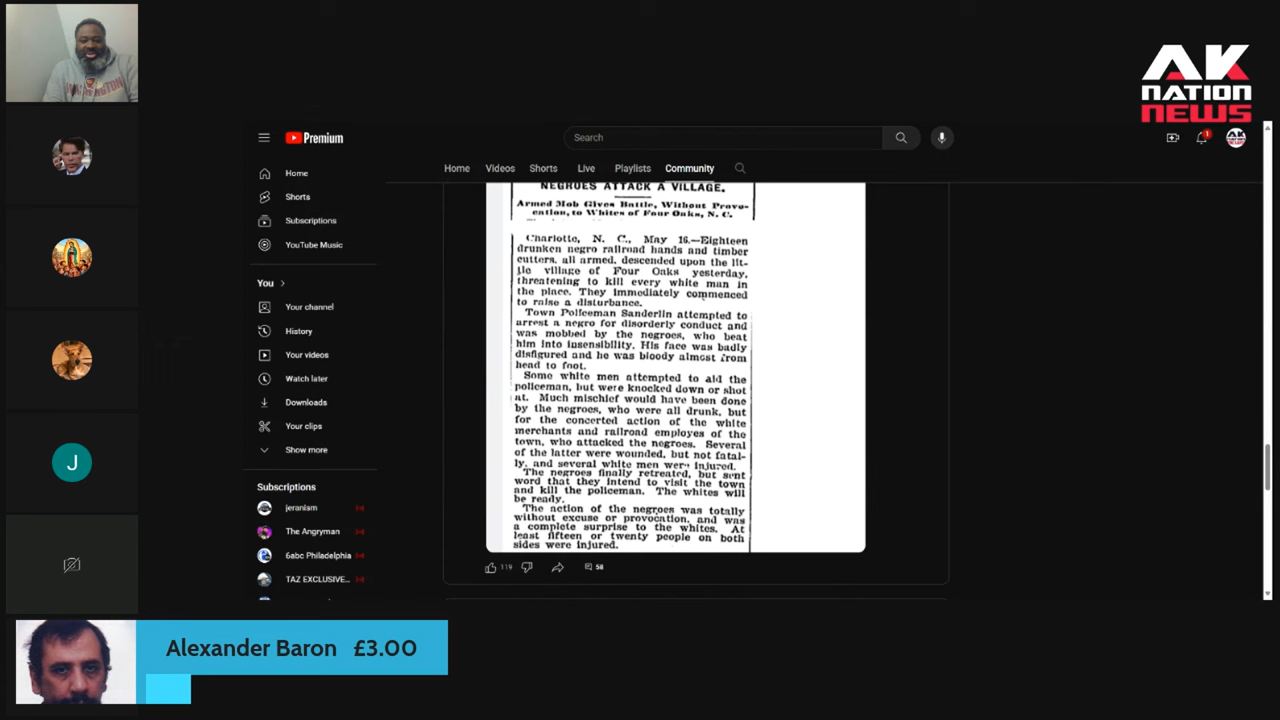 AK
NATION
NEWS
Premium
Search
1
Home
Videos
Shorts
Live
Playlists
Community
Home
Shorts
Subscriptions
YouTube Music
You
Your channel
History
Your videos
Watch later
Downloads
Your clips
Show more
Subscriptions
jeranism
The Angryman
6abc Philadelphia
TAZ EXCLUSIVE...
NEGROES ATTACK A VILLAGE.
Armed Mob Gives Battle, Without Provo-
cation, to Whites of Four Oaks, N. C.
Charlotte, N. C., May 16.—Eighteen
drunken negro railroad hands and timber
cutters, all armed, descended upon the lit-
tle village of Four Oaks yesterday,
threatening to kill every white man in
the place. They immediately commenced
to raise a disturbance.
Town Policeman Sanderlin attempted to
arrest a negro for disorderly conduct and
was mobbed by the negroes, who beat
him into insensibility. His face was badly
disfigured and he was bloody almost from
head to foot.
Some white men attempted to aid the
policeman, but were knocked down or shot
at. Much mischief would have been done
by the negroes, who were all drunk, but
for the concerted action of the white
merchants and railroad employes of the
town, who attacked the negroes. Several
of the latter were wounded, but not fatal-
ly, and several white men were injured.
The negroes finally retreated, but sent
word that they intend to visit the town
and kill the policeman. The whites will
be ready.
The action of the negroes was totally
without excuse or provocation, and was
a complete surprise to the whites. At
least fifteen or twenty people on both
sides were injured.
119
58
J
Alexander Baron £3.00